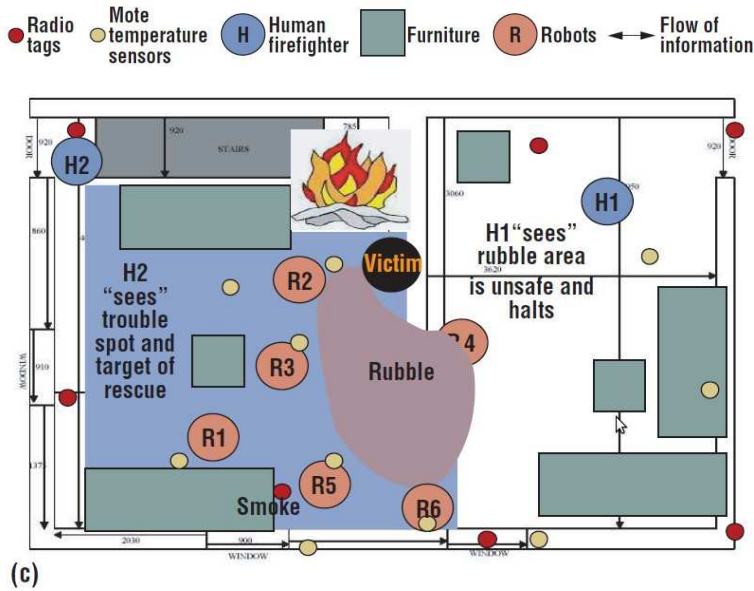 Radio tags
Mote temperature sensors
H
Human firefighter
Furniture
R
Robots
Flow of information
DOOR
920
920
STAIRS
785
3060
920
H2
H1
860
H2 "sees" trouble spot and target of rescue
R2
Victim
H1 "sees" rubble area is unsafe and halts
3620
WINDOW
910
R3
Rubble
R1
1375
Smoke
R5
R6
2030
900
WINDOW
WINDOW
(c)